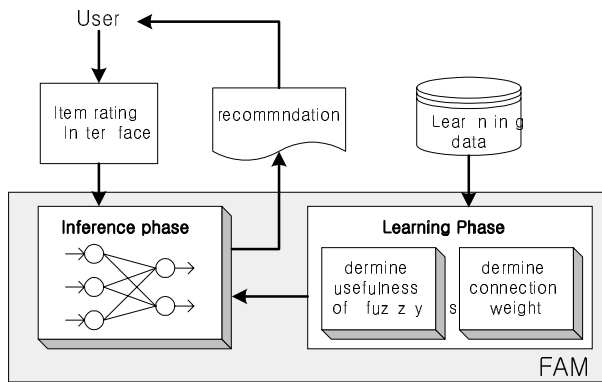 User
Item rating
In ter face
recommndation
Lear n in g
data
Inference phase
Learning Phase
dermine
usefulness
of fuz z y s
dermine
connection
weight
FAM